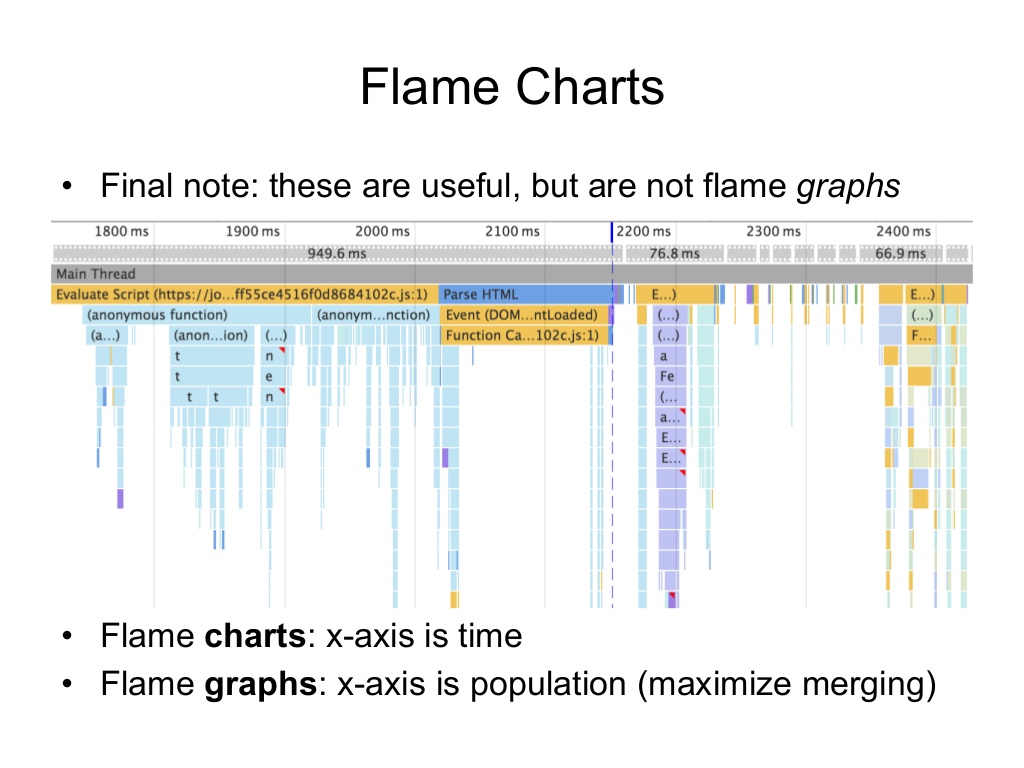 Flame Charts
• Final note: these are useful, but are not flame graphs
1800 ms 1900 ms 2000 ms 2100 ms 2200 ms 2300 ms 2400 ms
949.6 ms 76.8 ms 66.9 ms
Main Thread
Evaluate Script (https://jo...ff55ce4516f0d8684102c.js:1) Parse HTML E...) E...)
(anonymous function) (anonym...nction) Event (DOM...ntLoaded) (...) (...)
(a...) (anon...ion) (...) Function Ca...102c.js:1) (...) F...
t n a
t e Fe
t t n (...
a...
E...
E...
• Flame charts: x-axis is time
• Flame graphs: x-axis is population (maximize merging)